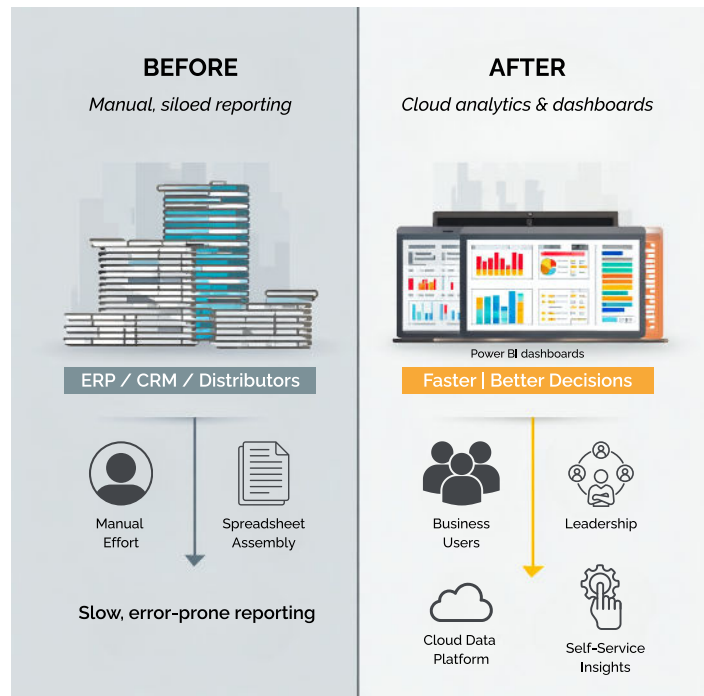 BEFORE
Manual, siloed reporting
ERP / CRM / Distributors
Manual
Effort
Spreadsheet
Assembly
Slow, error-prone reporting
AFTER
Cloud analytics & dashboards
Power BI dashboards
Faster | Better Decisions
Business
Users
Leadership
Cloud Data
Platform
Self-Service
Insights